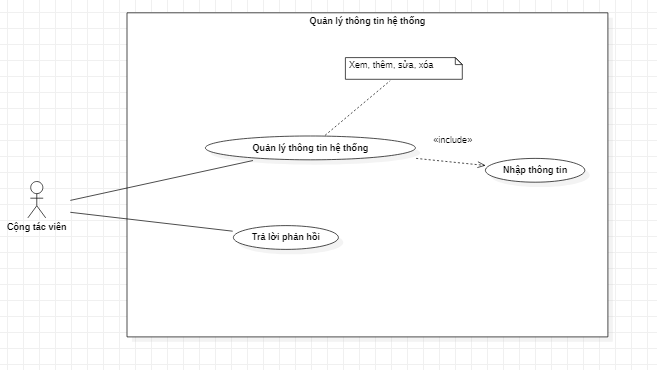 Quản lý thông tin hệ thống
Xem, thêm, sửa, xóa
«include»
Quản lý thông tin hệ thống
Nhập thông tin
Cộng tác viên
Trả lời phản hồi